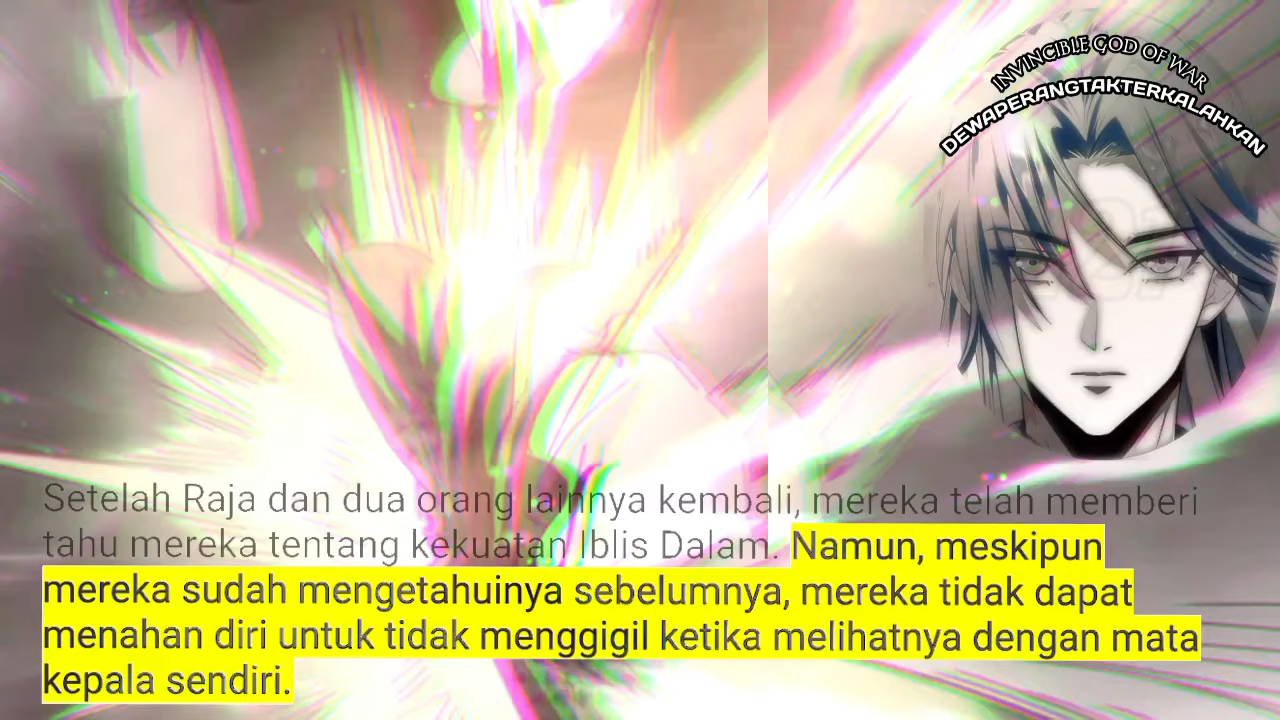 INVINCIBLE GOD OF WAR
DEWAPERANGTAKTERKALAHKAN
Setelah Raja dan dua orang lainnya kembali, mereka telah memberi
tahu mereka tentang kekuatan Iblis Dalam. Namun, meskipun
mereka sudah mengetahuinya sebelumnya, mereka tidak dapat
menahan diri untuk tidak menggigil ketika melihatnya dengan mata
kepala sendiri.